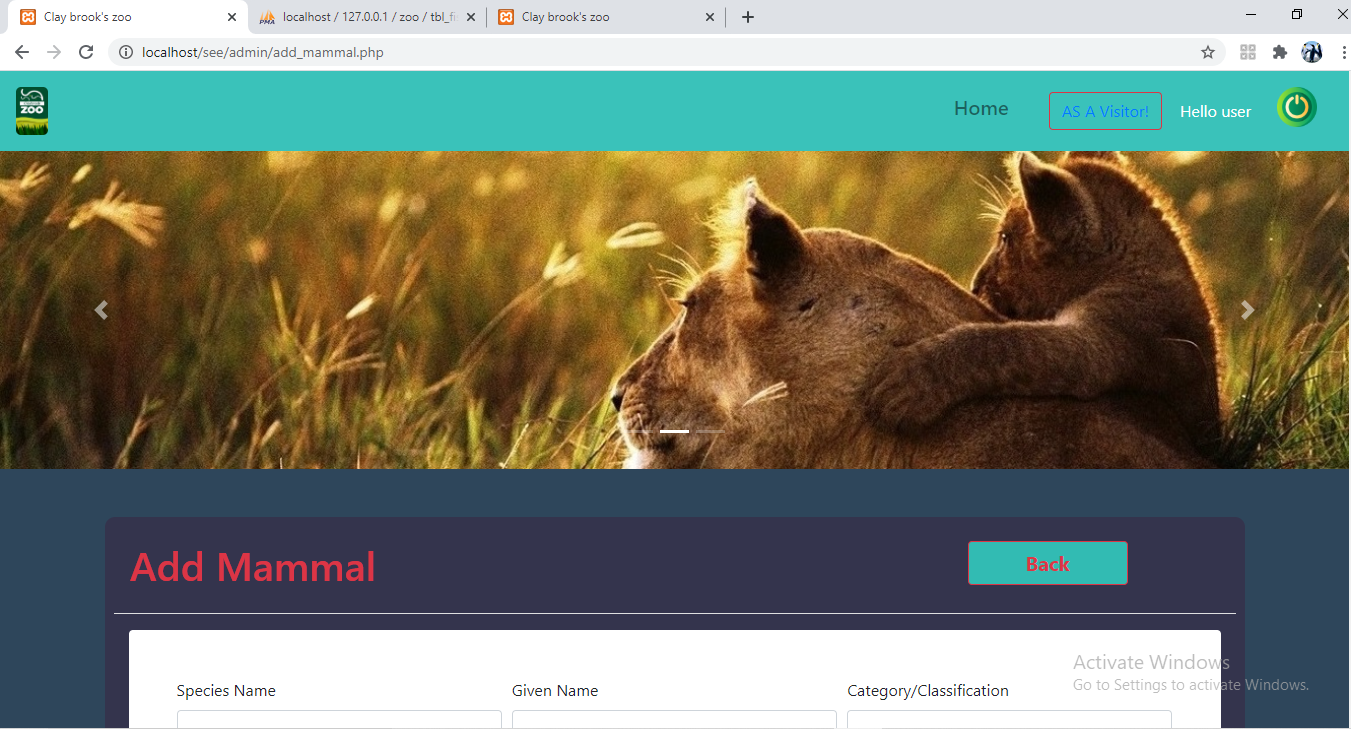 Clay brook's zoo
localhost / 127.0.0.1 / zoo / tbl_fi
Clay brook's zoo
localhost/see/admin/add_mammal.php
ZOO
Home
AS A Visitor!
Hello user
Add Mammal
Back
Species Name
Given Name
Category/Classification
Activate Windows
Go to Settings to activate Windows.